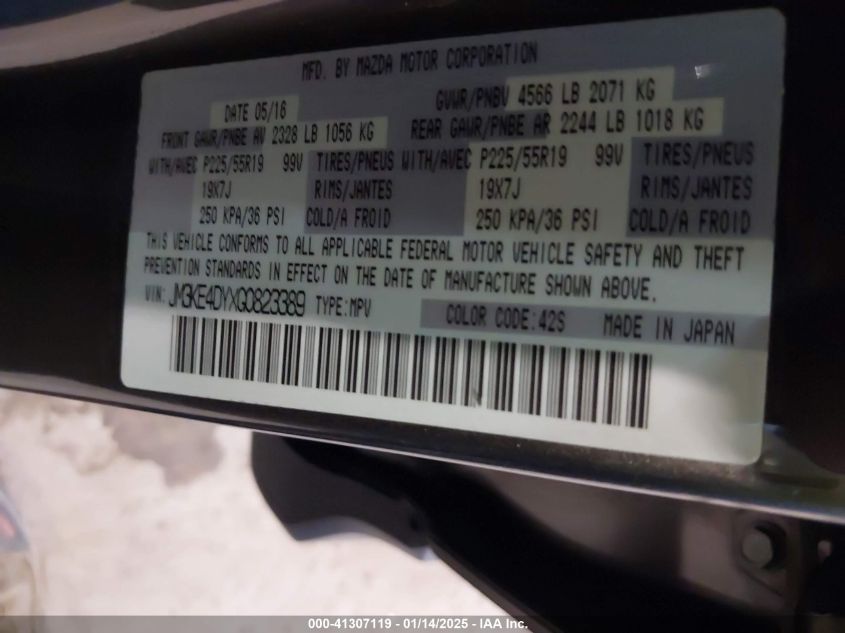 MFD. BY MAZDA MOTOR CORPORATION
DATE 05/16 GVWR/PNBV 4566 LB 2071 KG
FRONT GAWR/PNBE AV 2328 LB 1056 KG REAR GAWR/PNBE AR 2244 LB 1018 KG
WITH/AVEC P225/55R19 99V TIRES/PNEUS WITH/AVEC P225/55R19 99V TIRES/PNEUS
19X7J RIMS/JANTES 19X7J RIMS/JANTES
250 KPA/36 PSI COLD/A FROID 250 KPA/36 PSI COLD/A FROID
THIS VEHICLE CONFORMS TO ALL APPLICABLE FEDERAL MOTOR VEHICLE SAFETY AND THEFT
PREVENTION STANDARDS IN EFFECT ON THE DATE OF MANUFACTURE SHOWN ABOVE.
VIN: JM3KE4DYXG0823389 TYPE:MPV COLOR CODE:42S MADE IN JAPAN
000-41307119 - 01/14/2025 - IAA Inc.